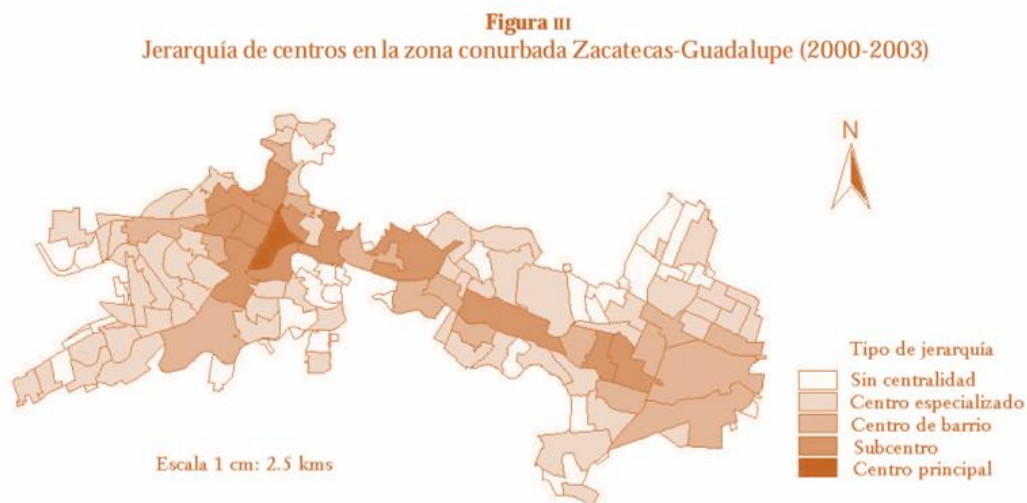 Figura III
Jerarquía de centros en la zona conurbada Zacatecas-Guadalupe (2000-2003)
N
Tipo de jerarquía
Sin centralidad
Centro especializado
Centro de barrio
Subcentro
Centro principal
Escala 1 cm: 2.5 kms